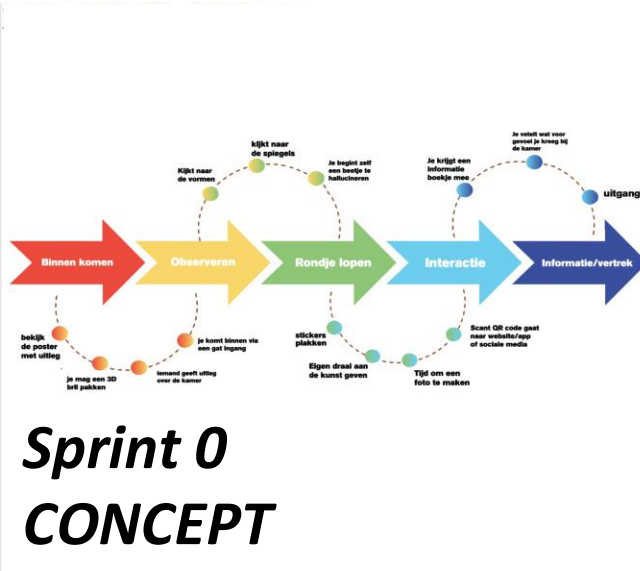 kIjkt naar
de spiegels
Kijkt naar
de vormen
Je begint zelf
een beetje te
hallucineren
Je krijgt een
informatie
boekje mee
Je vetelt wat voor
gevoel je kreeg bij
de kamer
uitgang
Binnen komen
Observeren
Rondje lopen
Interactie
Informatie/vertrek
bekijk
de poster
met uitleg
je mag een 3D
bril pakken
iemand geeft uitleg
over de kamer
je komt binnen via
een gat ingang
stickers
plakken
Eigen draai aan
de kunst geven
Tijd om een
foto te maken
Scant QR code gaat
naar website/app
of sociale media
Sprint 0
CONCEPT